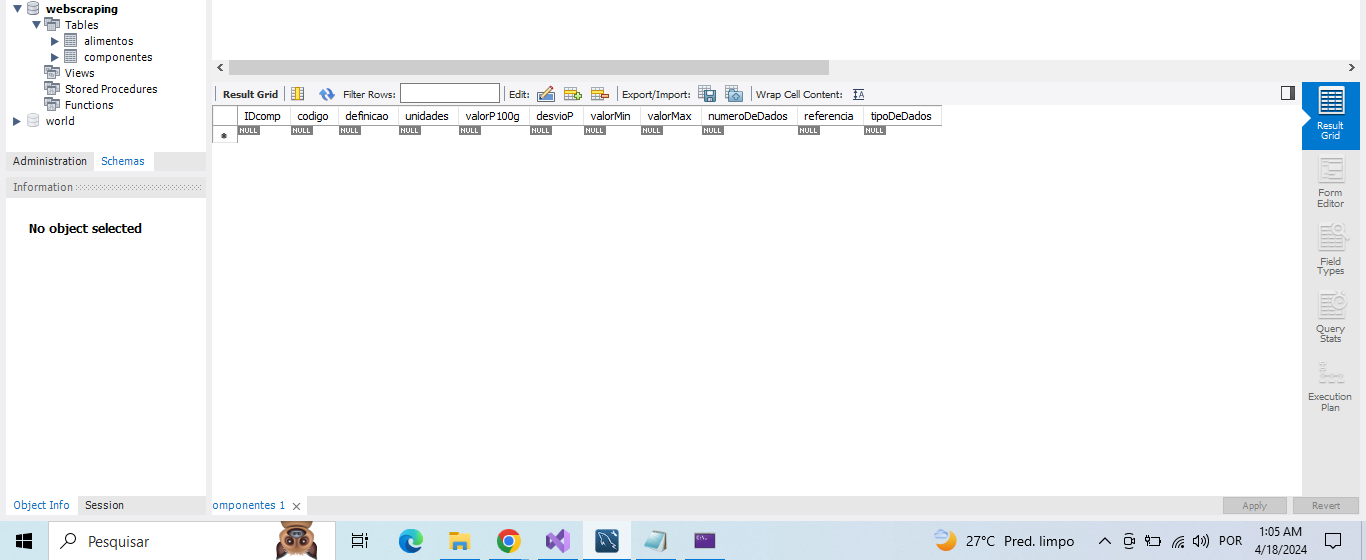 webscraping
Tables
alimentos
componentes
Views
Stored Procedures
Functions
world
Administration Schemas
Information
No object selected
Object Info Session
Result Grid Filter Rows: Edit: Export/Import: Wrap Cell Content:
IDcomp codigo definicao unidades valorP100g desvioP valorMin valorMax numeroDeDados referencia tipoDeDados
NULL NULL NULL NULL NULL NULL NULL NULL NULL NULL NULL
Result
Grid
Form
Editor
Field
Types
Query
Stats
Execution
Plan
omponentes 1
Apply Revert
Pesquisar
27°C Pred. limpo
POR
1:05 AM
4/18/2024